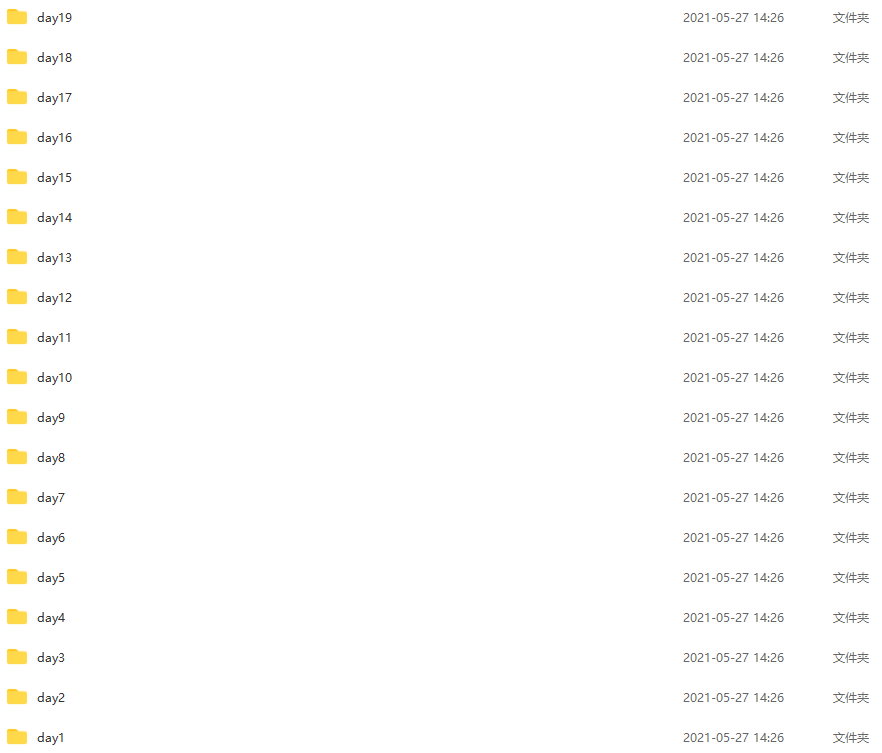 day19 2021-05-27 14:26 文件夹
day18 2021-05-27 14:26 文件夹
day17 2021-05-27 14:26 文件夹
day16 2021-05-27 14:26 文件夹
day15 2021-05-27 14:26 文件夹
day14 2021-05-27 14:26 文件夹
day13 2021-05-27 14:26 文件夹
day12 2021-05-27 14:26 文件夹
day11 2021-05-27 14:26 文件夹
day10 2021-05-27 14:26 文件夹
day9 2021-05-27 14:26 文件夹
day8 2021-05-27 14:26 文件夹
day7 2021-05-27 14:26 文件夹
day6 2021-05-27 14:26 文件夹
day5 2021-05-27 14:26 文件夹
day4 2021-05-27 14:26 文件夹
day3 2021-05-27 14:26 文件夹
day2 2021-05-27 14:26 文件夹
day1 2021-05-27 14:26 文件夹